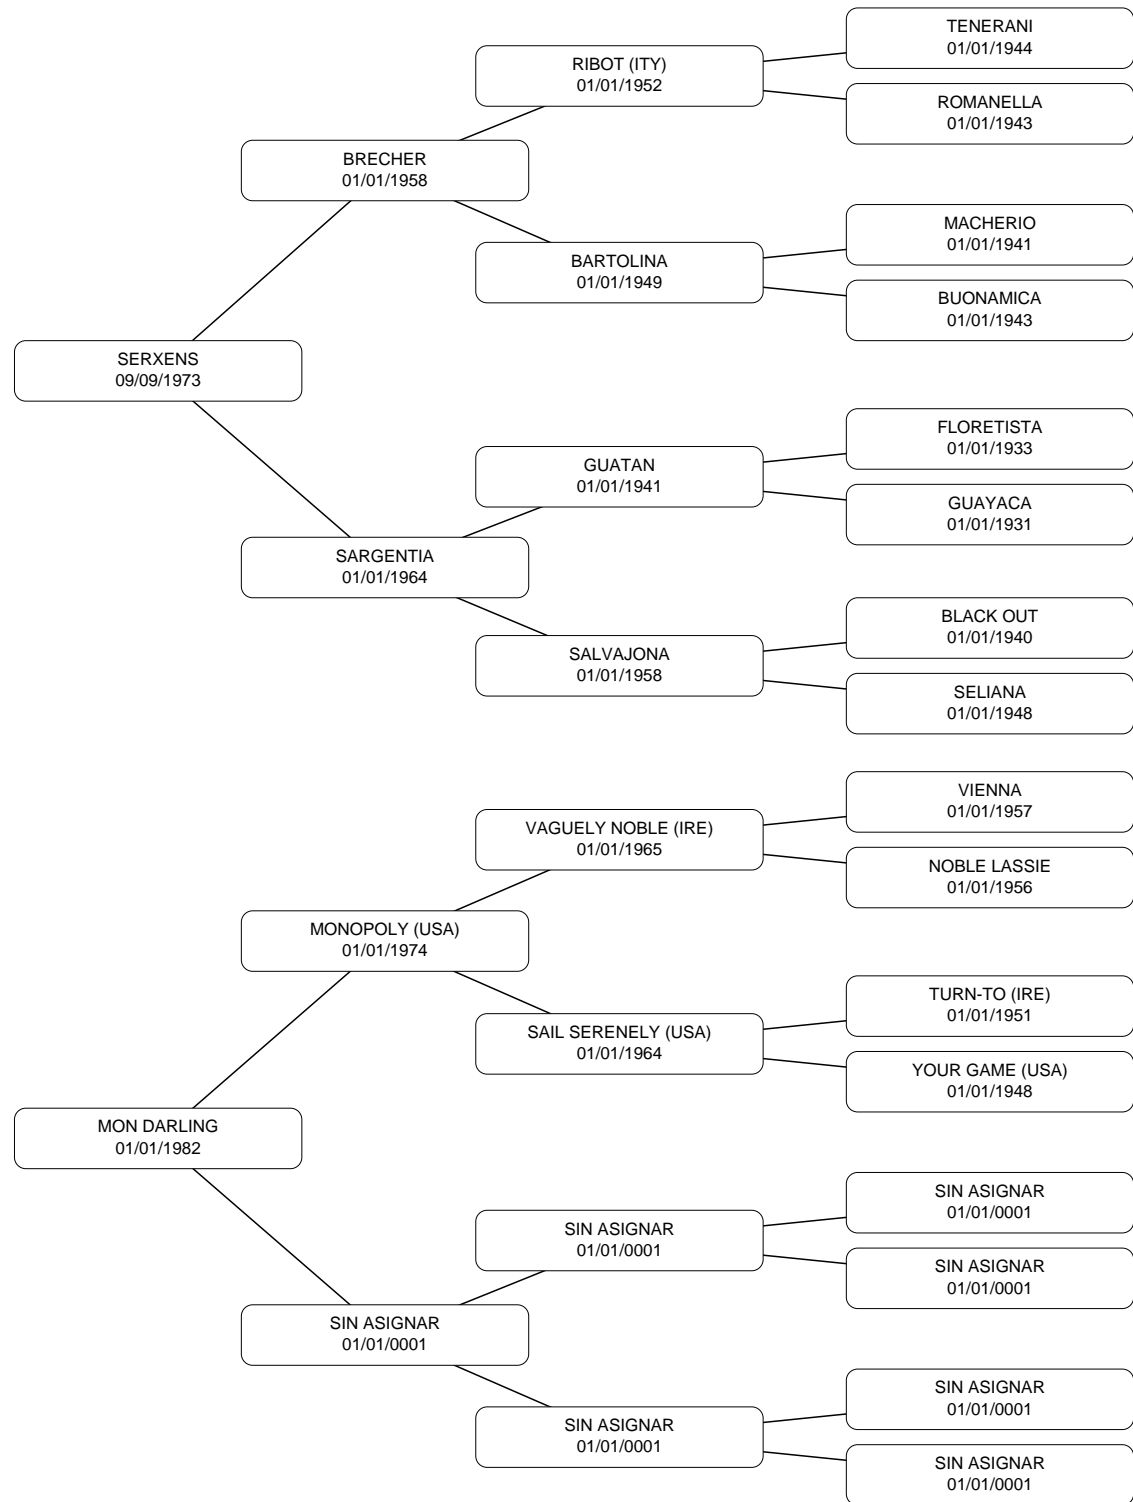 TENERANI
01/01/1944
RIBOT (ITY)
01/01/1952
ROMANELLA
01/01/1943
BRECHER
01/01/1958
MACHERIO
01/01/1941
BARTOLINA
01/01/1949
BUONAMICA
01/01/1943
SERXENS
09/09/1973
FLORETISTA
01/01/1933
GUATAN
01/01/1941
GUAYACA
01/01/1931
SARGENTIA
01/01/1964
BLACK OUT
01/01/1940
SALVAJONA
01/01/1958
SELIANA
01/01/1948
VIENNA
01/01/1957
VAGUELY NOBLE (IRE)
01/01/1965
NOBLE LASSIE
01/01/1956
MONOPOLY (USA)
01/01/1974
TURN-TO (IRE)
01/01/1951
SAIL SERENELY (USA)
01/01/1964
YOUR GAME (USA)
01/01/1948
MON DARLING
01/01/1982
SIN ASIGNAR
01/01/0001
SIN ASIGNAR
01/01/0001
SIN ASIGNAR
01/01/0001
SIN ASIGNAR
01/01/0001
SIN ASIGNAR
01/01/0001
SIN ASIGNAR
01/01/0001
SIN ASIGNAR
01/01/0001